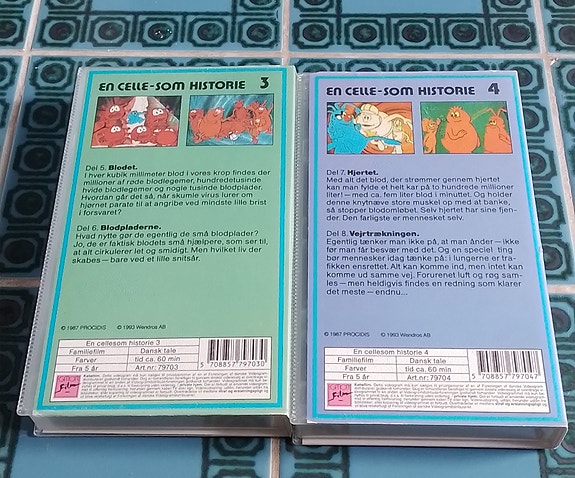 EN CELLE-SOM HISTORIE 3
Del 5. Blodet.
I hver kubik millimeter blod i vores krop findes der
millioner af røde blodlegemer, hundredetusinde
hvide blodlegemer og nogle tusinde blodplader.
Hvordan går det så, når skumle virus lurer om
hjørnet parate til at angribe ved mindste lille brist
i forsvaret?
Del 6. Blodpladerne.
Hvad nytte gør de egentlig de små blodplader?
Jo, de er faktisk blodets små hjælpere, som ser til,
at alt cirkulerer let og smidigt. Men hvilket liv der
skabes — bare ved et lille snitsår.
© 1987 PROCIDIS © 1993 Wendros AB
En cellesom historie 3
Familiefilm Dansk tale
Farver tid ca. 60 min
Fra 5 år Art.nr: 79703
5 708857 797030
EN CELLE-SOM HISTORIE 4
Del 7. Hjertet.
Med alt det blod, der strømmer gennem hjertet
kan man fylde et helt kar på to hundrede millioner
liter! — med ca. fem liter blod i minuttet. Og holder
denne knytnæve store muskel op med at banke,
så stopper blodomløbet. Selv hjertet har sine fjen-
der. Den farligste er mennesket selv.
Del 8. Vejrtrækningen.
Egentlig tænker man ikke på, at man ånder — ikke
før man får besvær med det. Og en speciel ting
bør mennesker idag tænke på: i lungerne er tra-
fikken ensrettet. Alt kan komme ind, men intet kan
komme ud samme vej. Forurenet luft og røg sam-
les — men heldigvis findes en redning som klarer
det meste — endnu...
© 1987 PROCIDIS © 1993 Wendros AB
En cellesom historie 4
Familiefilm Dansk tale
Farver tid ca. 60 min
Fra 5 år Art.nr: 79704
5 708857 797047